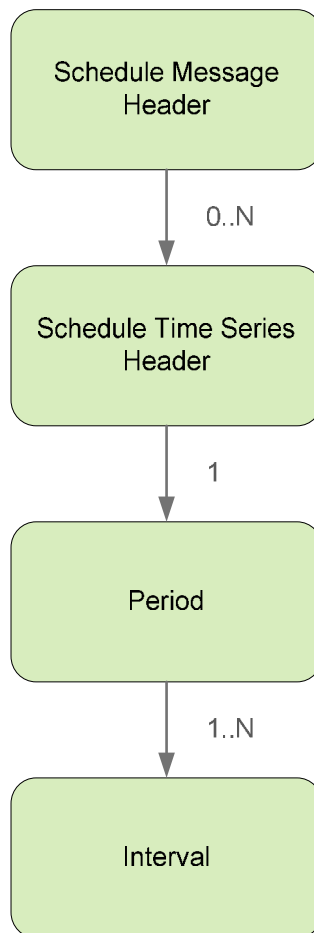 Schedule Message
Header
0..N
Schedule Time Series
Header
1
Period
1..N
Interval